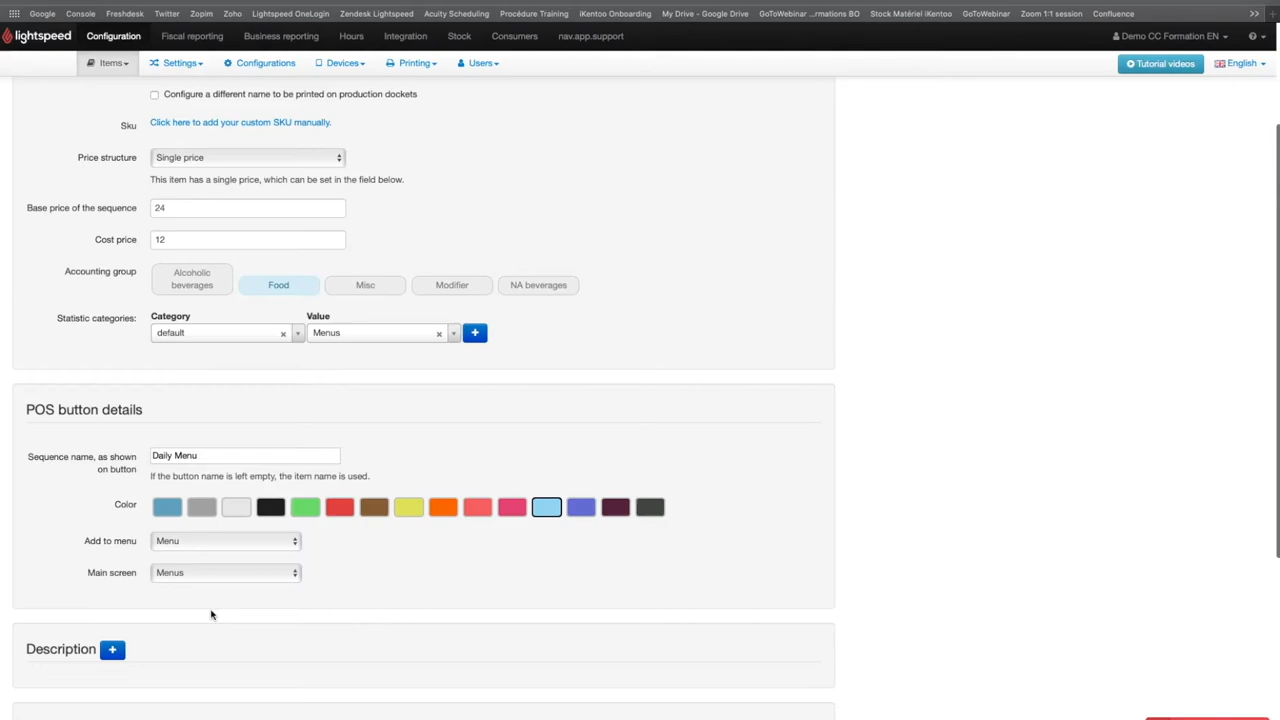 Google Console Freshdesk Twitter Zopim Zoho Lightspeed OneLogin Zendesk Lightspeed Acuity Scheduling Procédure Training iKentoo Onboarding My Drive - Google Drive GoToWebinar ...rmations BO Stock Matériel iKentoo GoToWebinar Zoom 1:1 session Confluence >>
lightspeed Configuration Fiscal reporting Business reporting Hours Integration Stock Consumers nav.app.support Demo CC Formation EN
Items Settings Configurations Devices Printing Users Tutorial videos English
Configure a different name to be printed on production dockets
Sku Click here to add your custom SKU manually.
Price structure Single price
This item has a single price, which can be set in the field below.
Base price of the sequence 24
Cost price 12
Accounting group Alcoholic beverages Food Misc Modifier NA beverages
Statistic categories: Category Value
default × Menus × +
POS button details
Sequence name, as shown on button Daily Menu
If the button name is left empty, the item name is used.
Color
Add to menu Menu
Main screen Menus
Description +